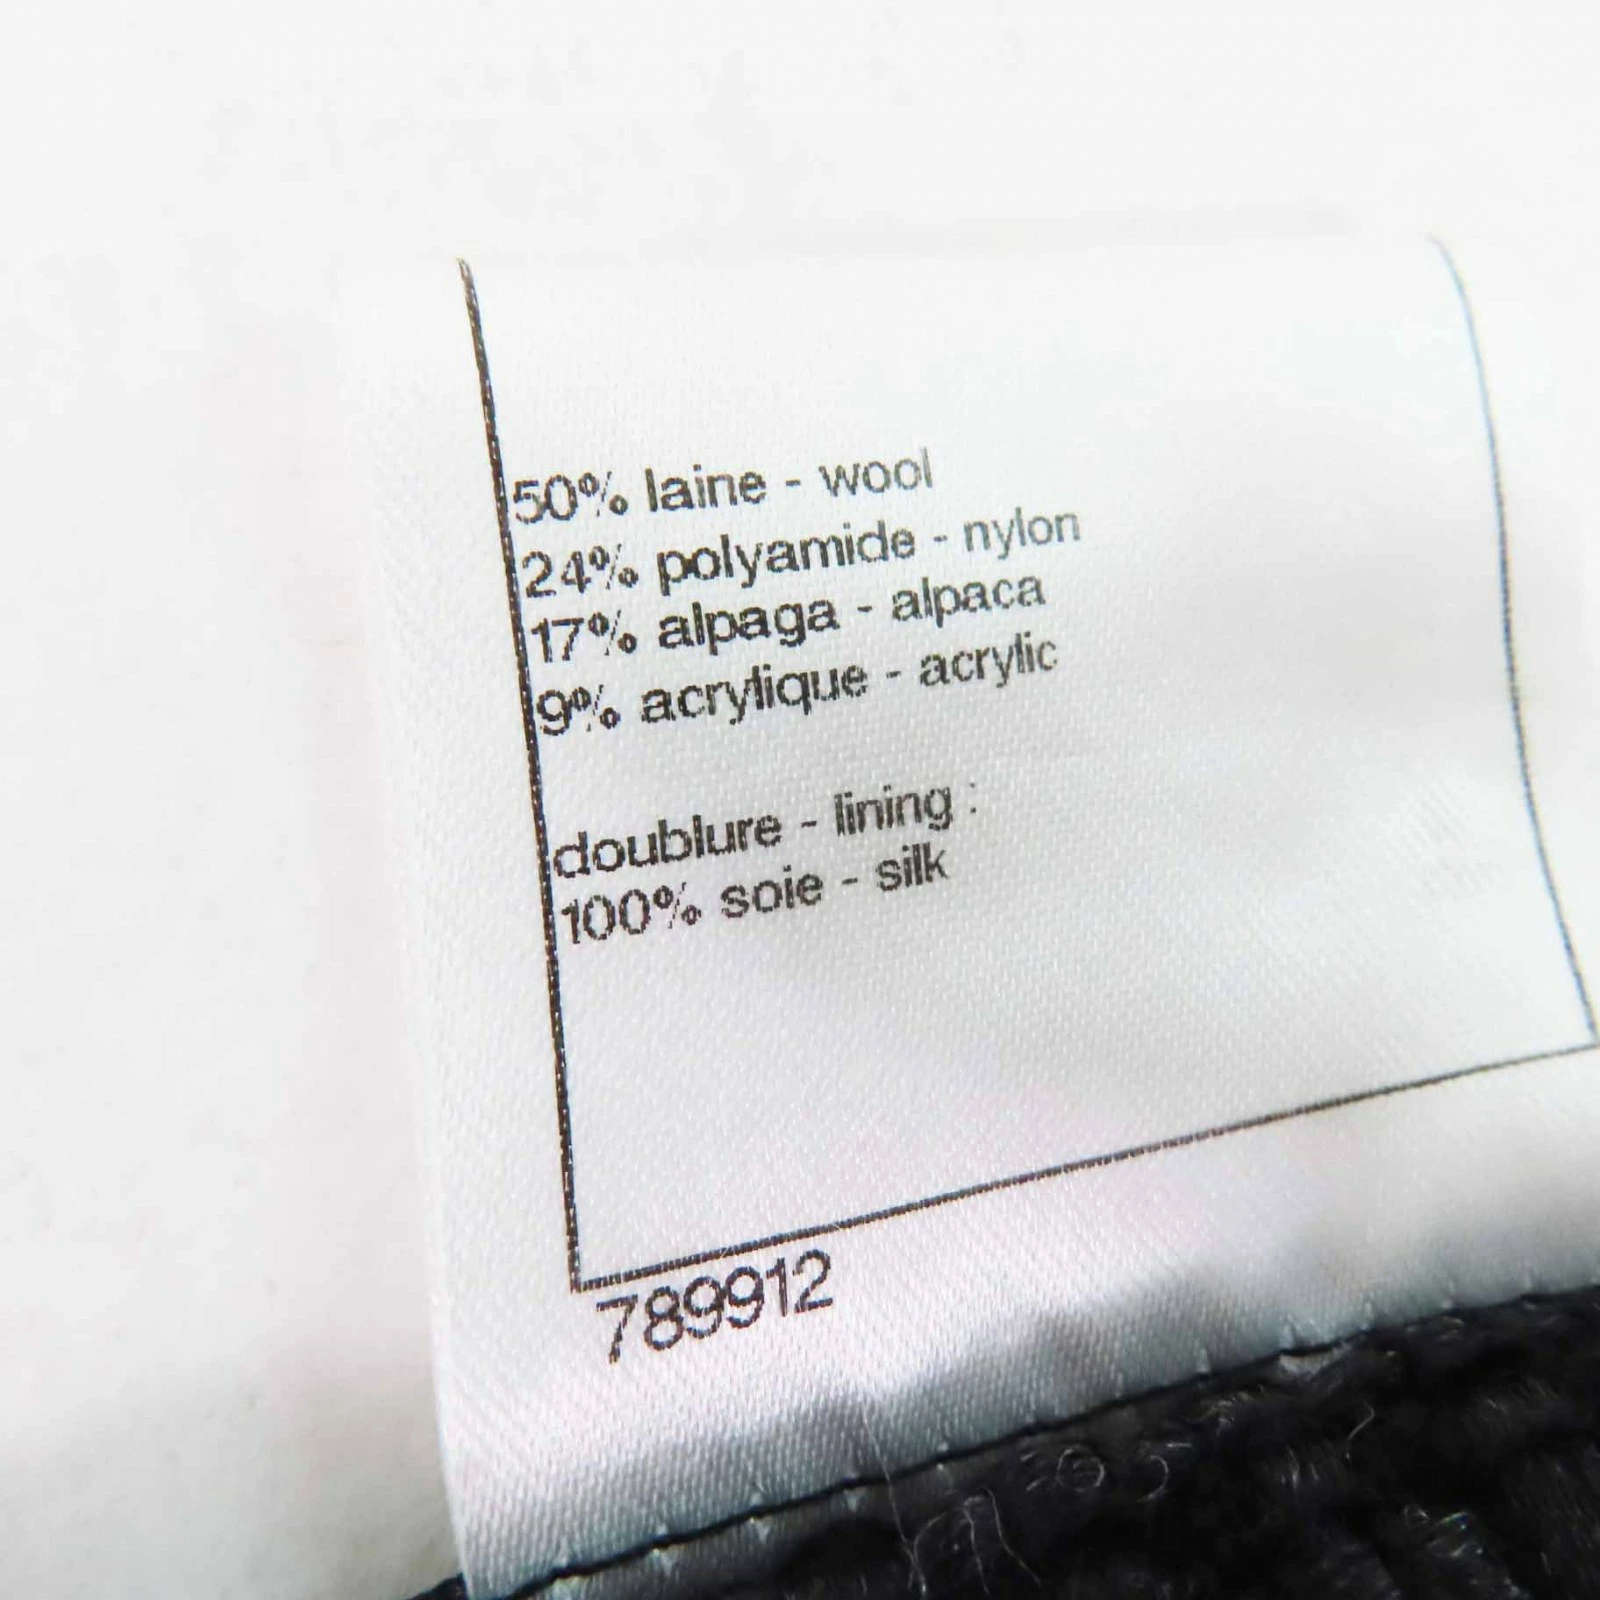 50% laine - wool
24% polyamide - nylon
17% alpaga - alpaca
9% acrylique - acrylic
doublure - lining :
100% soie - silk
789912